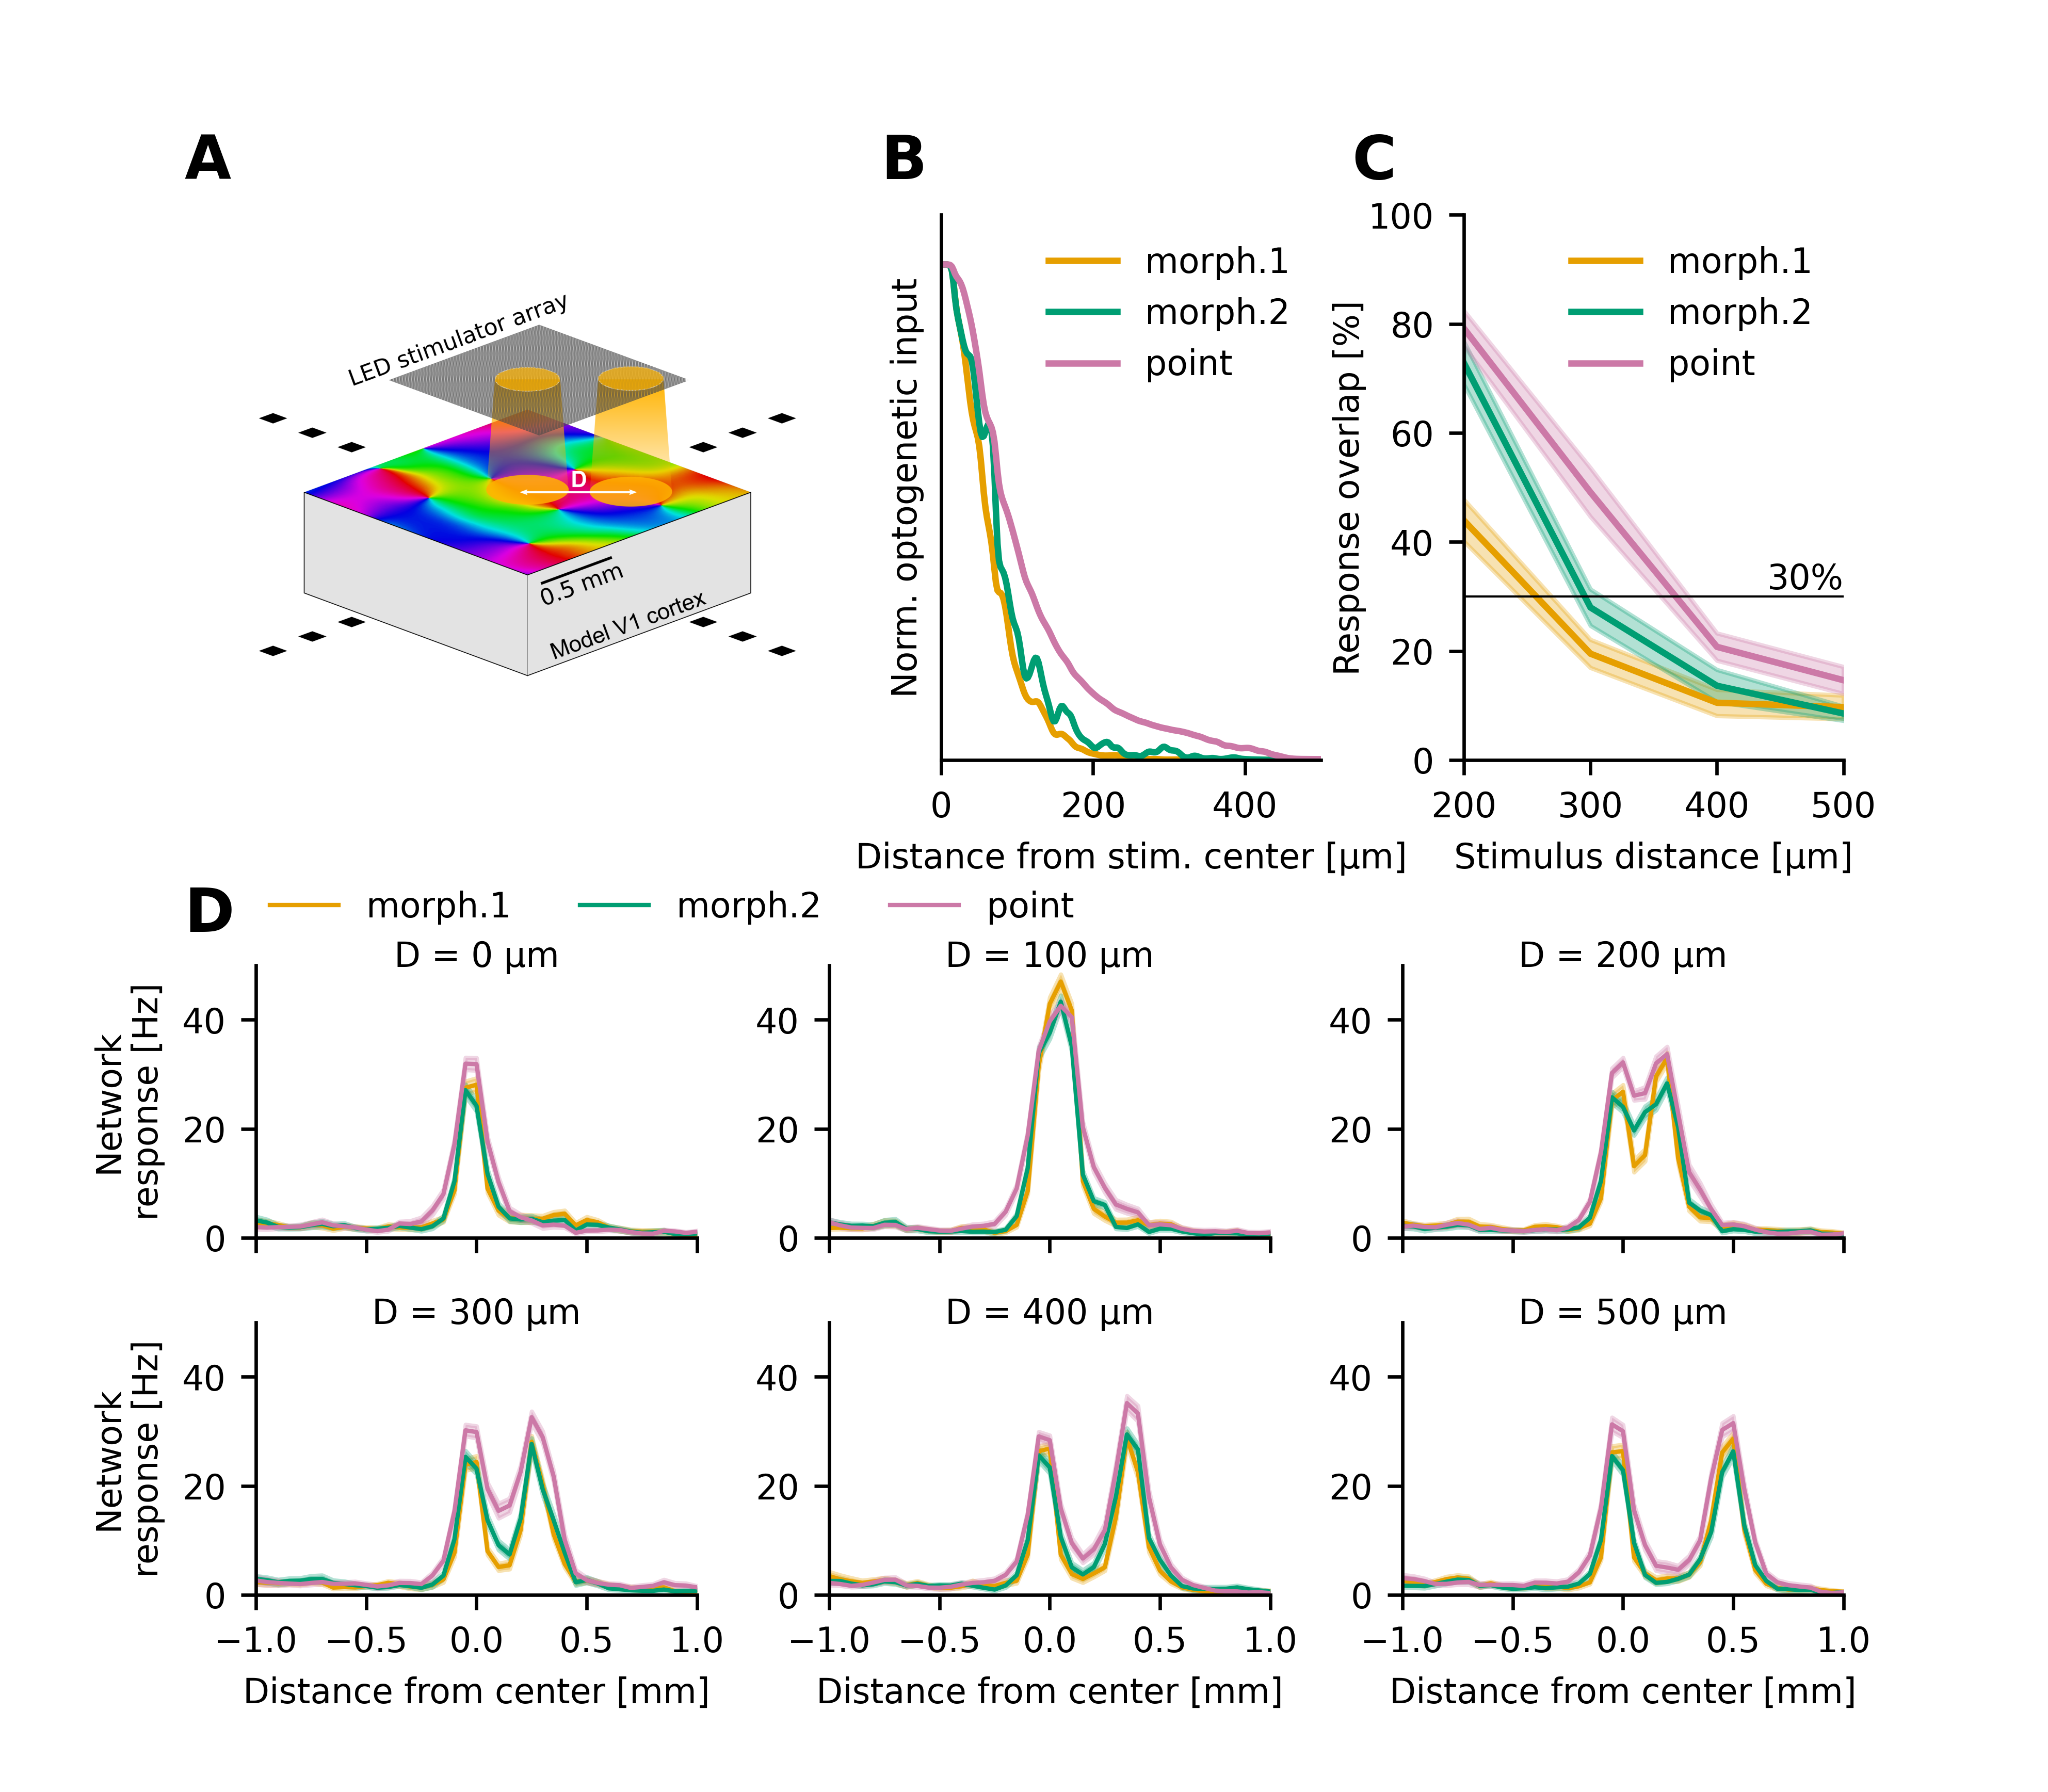 A
LED stimulator array
D
0.5 mm
Model V1 cortex
B
Norm. optogenetic input
morph.1
morph.2
point
0 200 400
Distance from stim. center [µm]
C
Response overlap [%]
100
80
60
40
20
0
morph.1
morph.2
point
30%
200 300 400 500
Stimulus distance [µm]
D
morph.1 morph.2 point
D = 0 µm
Network
response [Hz]
40
20
0
D = 100 µm
40
20
0
D = 200 µm
40
20
0
D = 300 µm
Network
response [Hz]
40
20
0
−1.0 −0.5 0.0 0.5 1.0
Distance from center [mm]
D = 400 µm
40
20
0
−1.0 −0.5 0.0 0.5 1.0
Distance from center [mm]
D = 500 µm
40
20
0
−1.0 −0.5 0.0 0.5 1.0
Distance from center [mm]